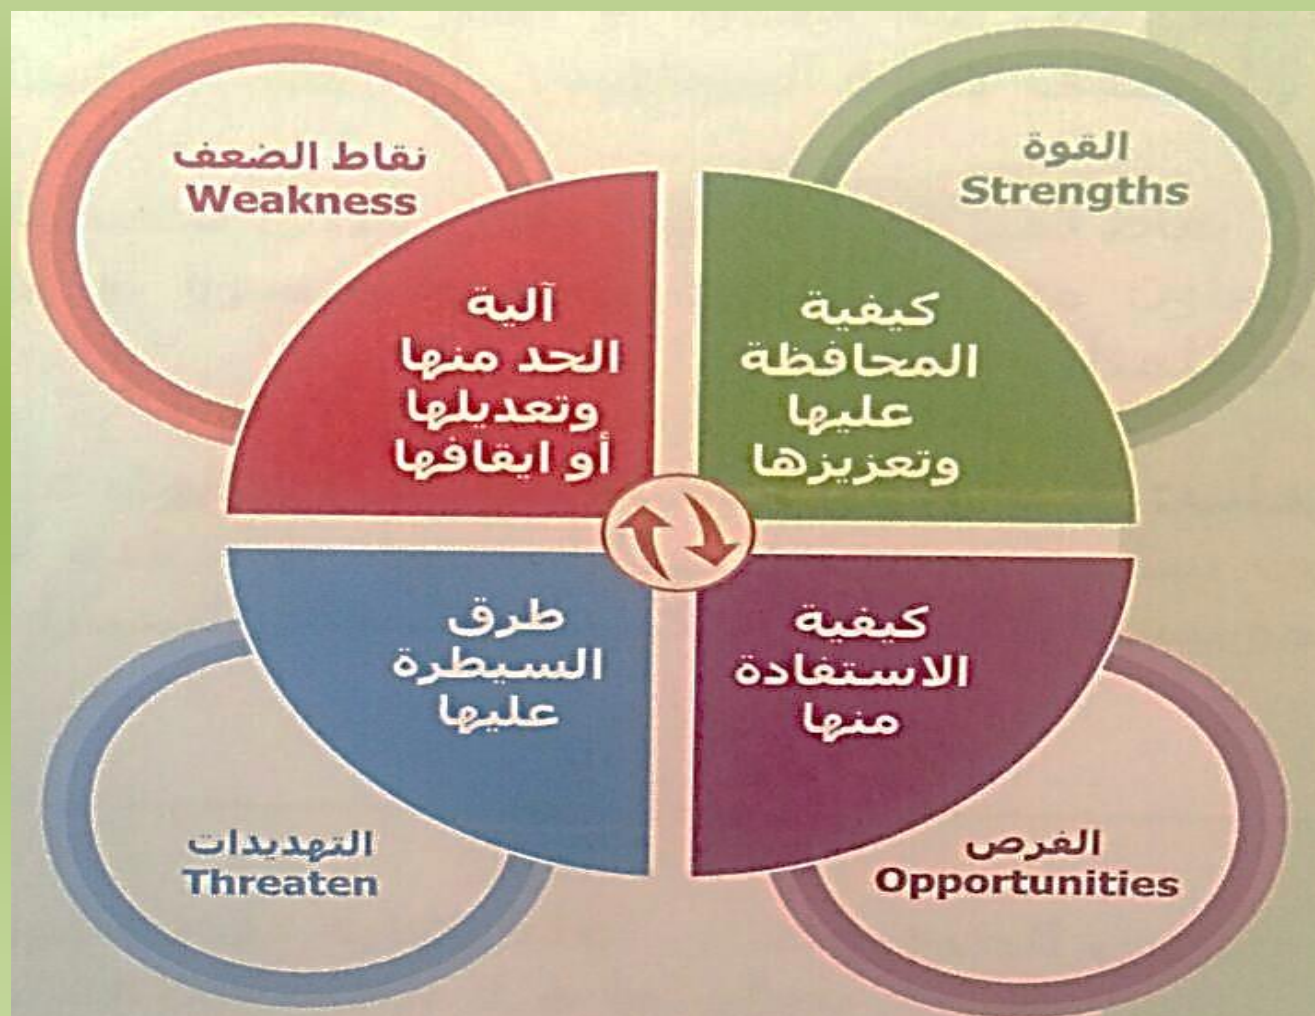 القوة
Strengths
كيفية
المحافظة
عليها
وتعزيزها
نقاط الضعف
Weakness
آلية
الحد منها
وتعديلها
أو ايقافها
كيفية
الاستفادة
منها
الفرص
Opportunities
طرق
السيطرة
عليها
التهديدات
Threaten